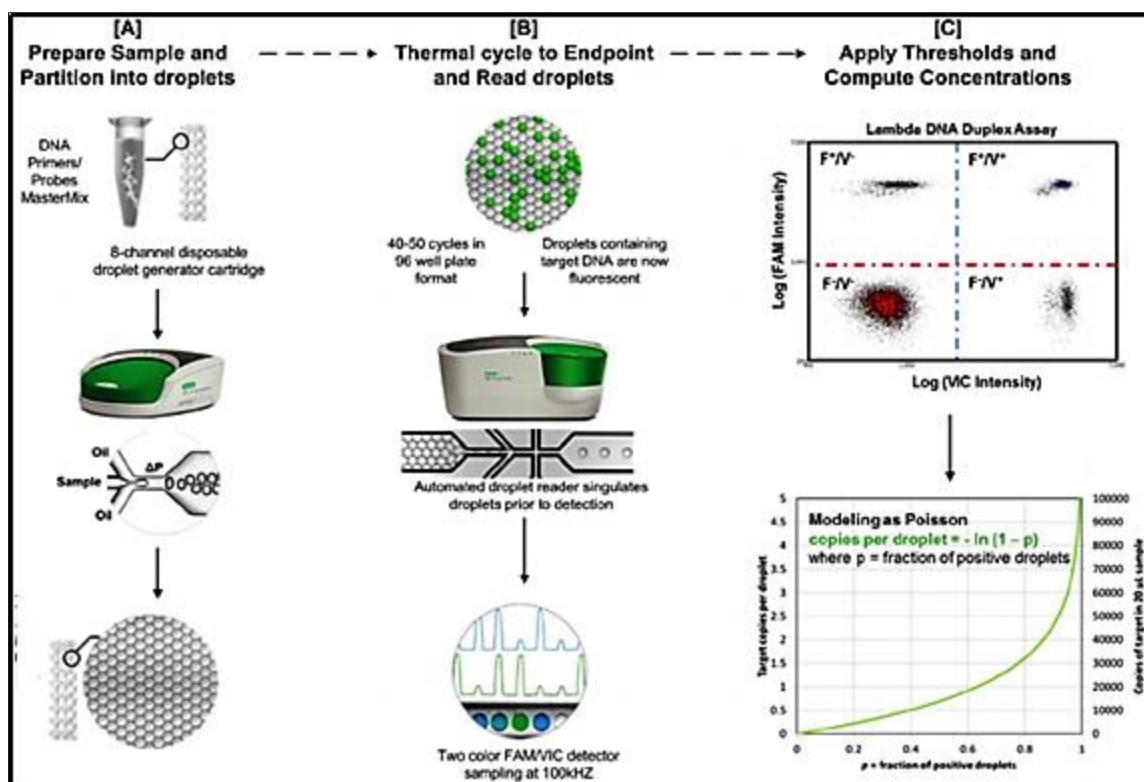 [A]
Prepare Sample and
Partition into droplets
DNA
Primers/
Probes
MasterMix
8-channel disposable
droplet generator cartridge
Oil
ΔP
Sample
Oil
[B]
Thermal cycle to Endpoint
and Read droplets
40-50 cycles in
96 well plate
format
Droplets containing
target DNA are now
fluorescent
Automated droplet reader singulates
droplets prior to detection
Two color FAM/VIC detector
sampling at 100kHZ
[C]
Apply Thresholds and
Compute Concentrations
Lambda DNA Duplex Assay
F⁺/V⁻
F⁺/V⁺
Log (FAM Intensity)
F⁻/V⁻
F⁻/V⁺
Log (VIC Intensity)
Modeling as Poisson
copies per droplet = - ln (1 – p)
where p = fraction of positive droplets
Target copies per droplet
5
4.5
4
3.5
3
2.5
2
1.5
1
0.5
0
100000
90000
80000
70000
60000
50000
40000
30000
20000
10000
0
Copies of target in 20 uL sample
0
0.2
0.4
0.6
0.8
1
p = fraction of positive droplets